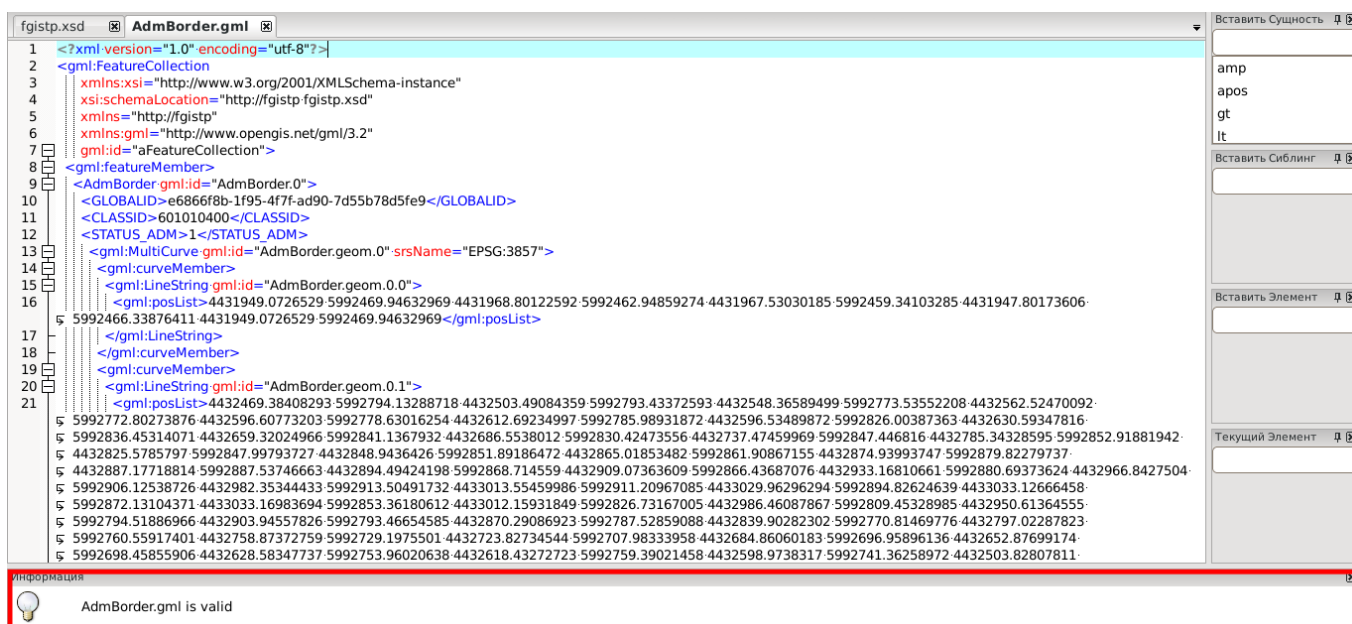 fgistp.xsd
AdmBorder.gml
1 <?xml·version="1.0"·encoding="utf-8"?>
2 <gml:FeatureCollection
3 xmlns:xsi="http://www.w3.org/2001/XMLSchema-instance"
4 xsi:schemaLocation="http://fgistp·fgistp.xsd"
5 xmlns="http://fgistp"
6 xmlns:gml="http://www.opengis.net/gml/3.2"
7 gml:id="aFeatureCollection">
8 <gml:featureMember>
9 <AdmBorder·gml:id="AdmBorder.0">
10 <GLOBALID>e6866f8b-1f95-4f7f-ad90-7d55b78d5fe9</GLOBALID>
11 <CLASSID>601010400</CLASSID>
12 <STATUS_ADM>1</STATUS_ADM>
13 <gml:MultiCurve·gml:id="AdmBorder.geom.0"·srsName="EPSG:3857">
14 <gml:curveMember>
15 <gml:LineString·gml:id="AdmBorder.geom.0.0">
16 <gml:posList>4431949.0726529·5992469.94632969·4431968.80122592·5992462.94859274·4431967.53030185·5992459.34103285·4431947.80173606·
5992466.33876411·4431949.0726529·5992469.94632969</gml:posList>
17 </gml:LineString>
18 </gml:curveMember>
19 <gml:curveMember>
20 <gml:LineString·gml:id="AdmBorder.geom.0.1">
21 <gml:posList>4432469.38408293·5992794.13288718·4432503.49084359·5992793.43372593·4432548.36589499·5992773.53552208·4432562.52470092·
5992772.80273876·4432596.60773203·5992778.63016254·4432612.69234997·5992785.98931872·4432596.53489872·5992826.00387363·4432630.59347816·
5992836.45314071·4432659.32024966·5992841.1367932·4432686.5538012·5992830.42473556·4432737.47459969·5992847.446816·4432785.34328595·5992852.91881942·
4432825.5785797·5992847.99793727·4432848.9436426·5992851.89186472·4432865.01853482·5992861.90867155·4432874.93993747·5992879.82279737·
4432887.17718814·5992887.53746663·4432894.49424198·5992868.714559·4432909.07363609·5992866.43687076·4432933.16810661·5992880.69373624·4432966.8427504·
5992906.12538726·4432982.35344433·5992913.50491732·4433013.55459986·5992911.20967085·4433029.96296294·5992894.82624639·4433033.12666458·
5992872.13104371·4433033.16983694·5992853.36180612·4433012.15931849·5992826.73167005·4432986.46087867·5992809.45328985·4432950.61364555·
5992794.51886966·4432903.94557826·5992793.46654585·4432870.29086923·5992787.52859088·4432839.90282302·5992770.81469776·4432797.02287823·
5992760.55917401·4432758.87372759·5992729.1975501·4432723.82734544·5992707.98333958·4432684.86060183·5992696.95896136·4432652.87699174·
5992698.45855906·4432628.58347737·5992753.96020638·4432618.43272723·5992759.39021458·4432598.9738317·5992741.36258972·4432503.82807811·
Вставить Сущность
amp
apos
gt
lt
Вставить Сиблинг
Вставить Элемент
Текущий Элемент
Информация
AdmBorder.gml is valid